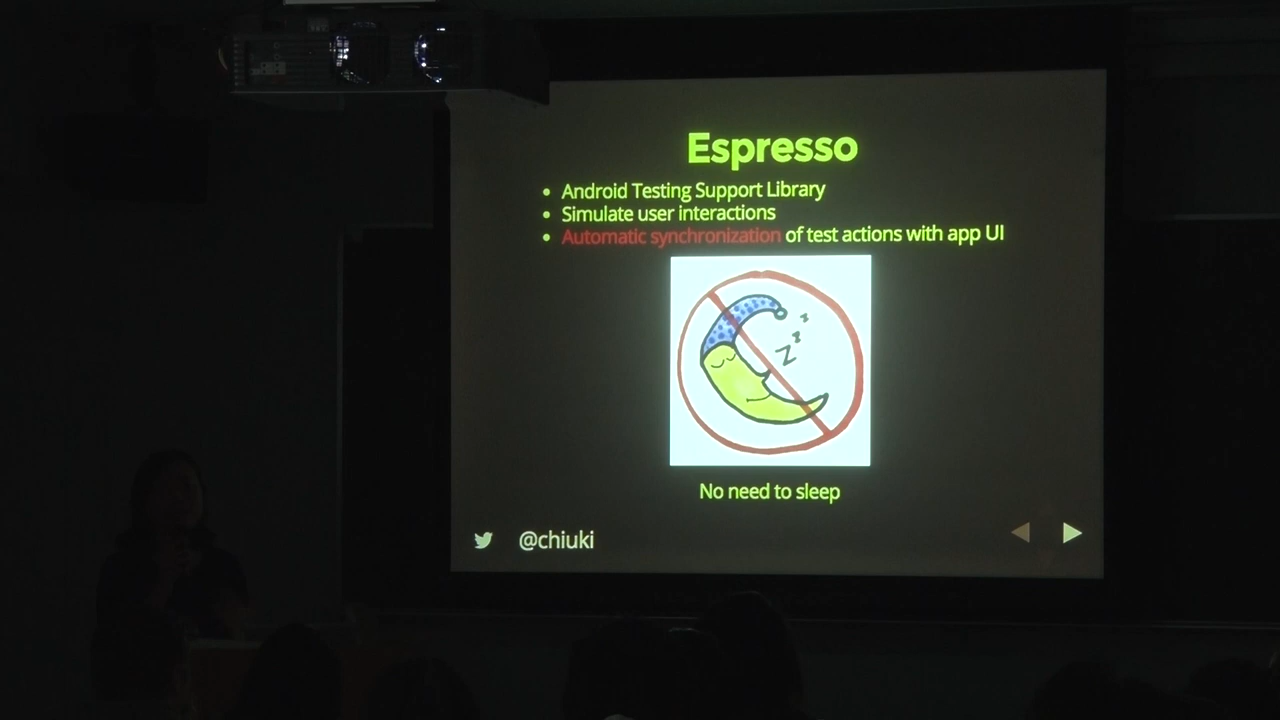 Espresso
• Android Testing Support Library
• Simulate user interactions
• Automatic synchronization of test actions with app UI
z z z
No need to sleep
@chiuki